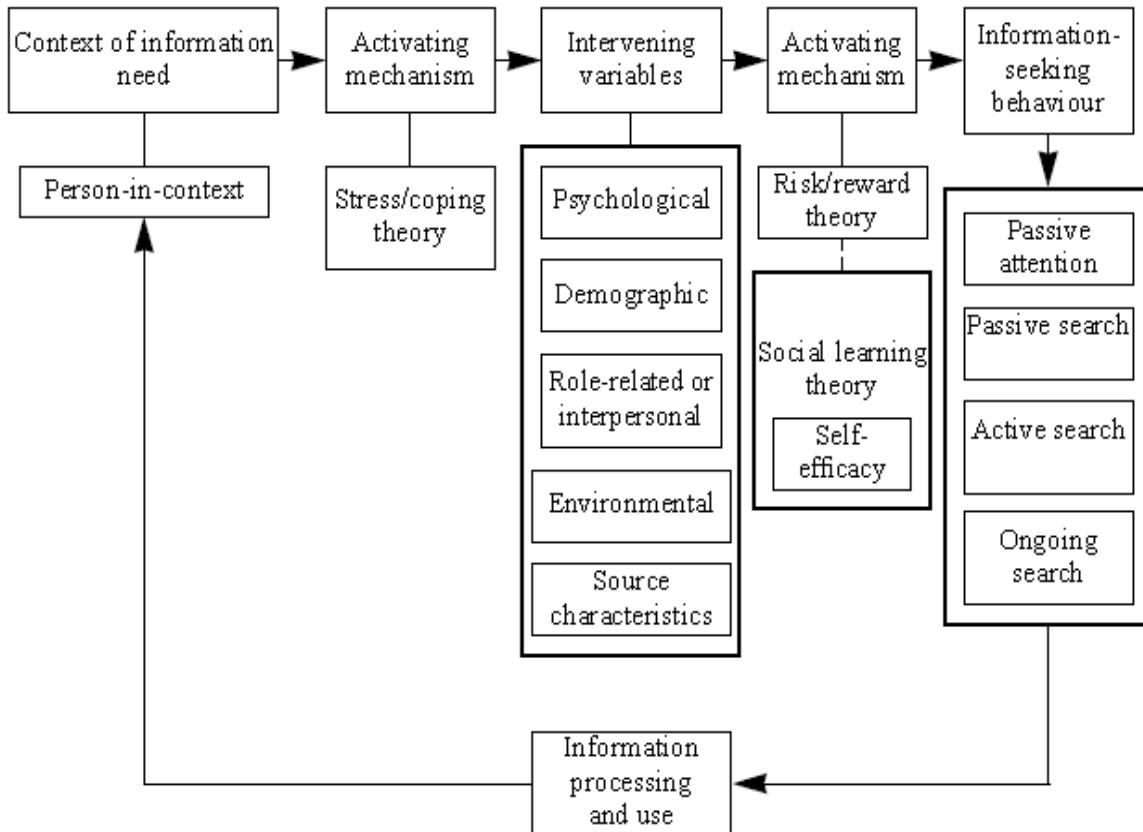 Context of information
need
Activating
mechanism
Intervening
variables
Activating
mechanism
Information-
seeking
behaviour
Person-in-context
Stress/coping
theory
Psychological
Demographic
Role-related or
interpersonal
Environmental
Source
characteristics
Risk/reward
theory
Social learning
theory
Self-
efficacy
Passive
attention
Passive search
Active search
Ongoing
search
Information
processing
and use